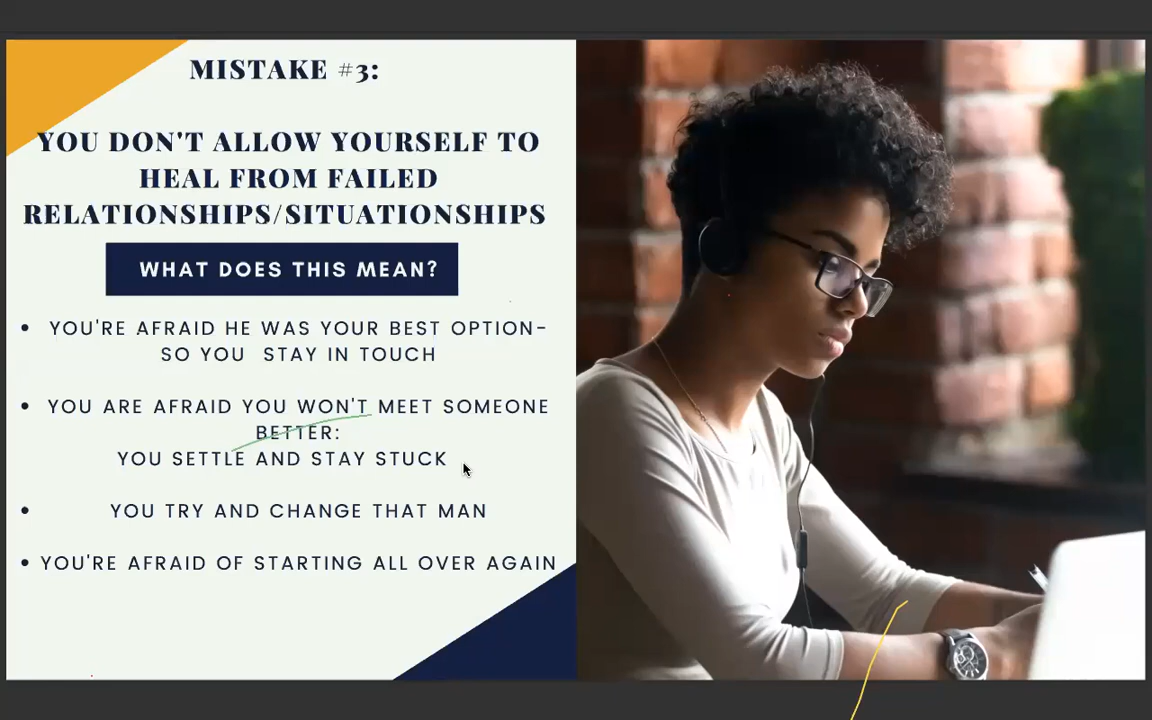 MISTAKE #3:
YOU DON'T ALLOW YOURSELF TO
HEAL FROM FAILED
RELATIONSHIPS/SITUATIONSHIPS
WHAT DOES THIS MEAN?
• YOU'RE AFRAID HE WAS YOUR BEST OPTION-
SO YOU STAY IN TOUCH
• YOU ARE AFRAID YOU WON'T MEET SOMEONE
BETTER:
YOU SETTLE AND STAY STUCK
• YOU TRY AND CHANGE THAT MAN
• YOU'RE AFRAID OF STARTING ALL OVER AGAIN